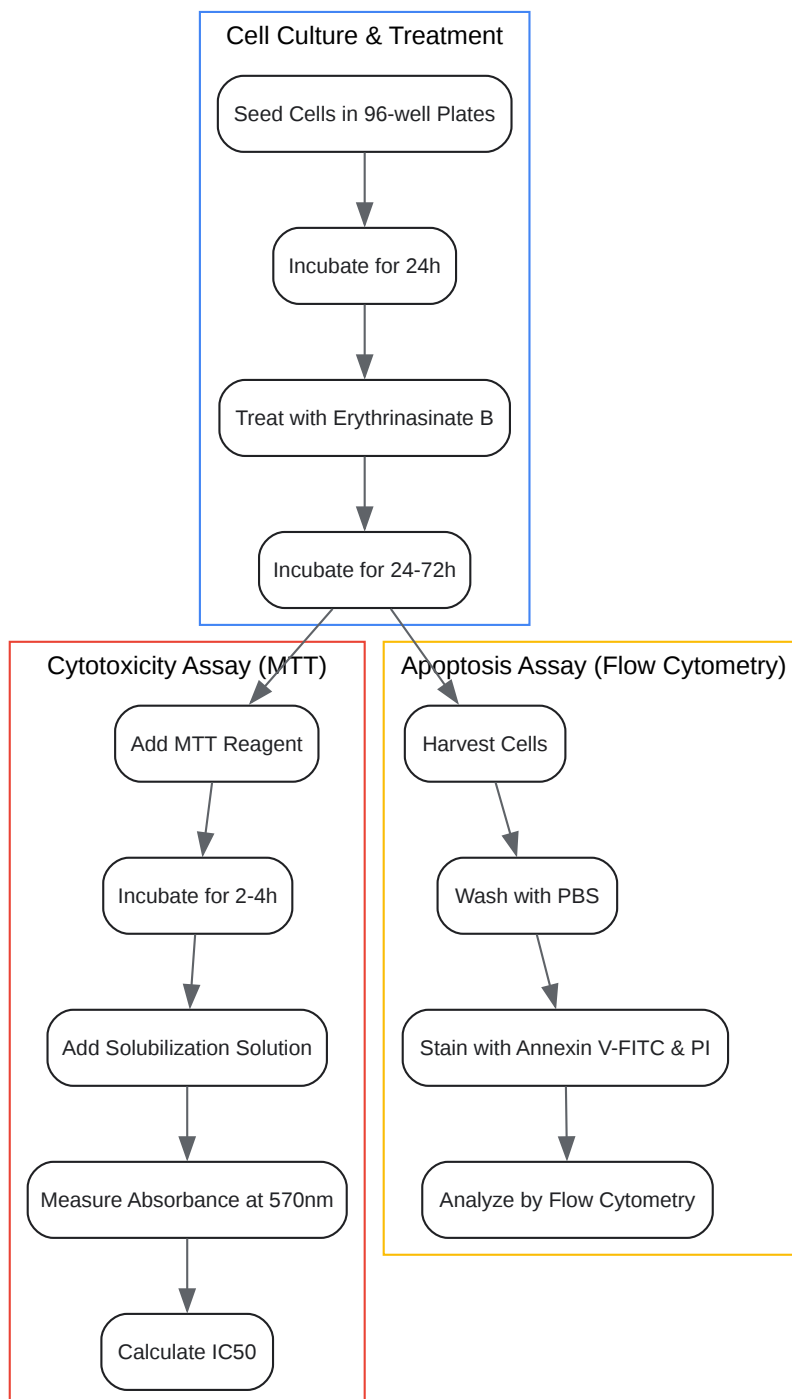 Cell Culture & Treatment
Seed Cells in 96-well Plates
Incubate for 24h
Treat with Erythrinasinate B
Incubate for 24-72h
Cytotoxicity Assay (MTT)
Add MTT Reagent
Incubate for 2-4h
Add Solubilization Solution
Measure Absorbance at 570nm
Calculate IC50
Apoptosis Assay (Flow Cytometry)
Harvest Cells
Wash with PBS
Stain with Annexin V-FITC & PI
Analyze by Flow Cytometry